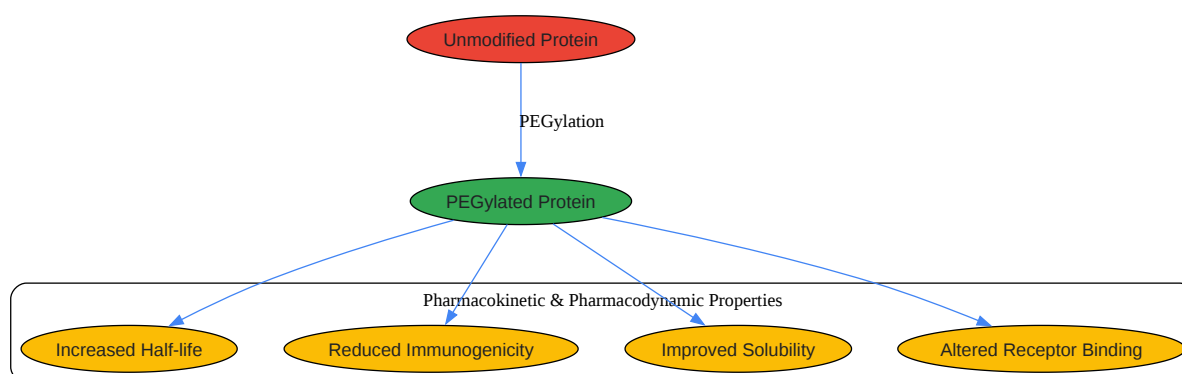 Unmodified Protein
PEGylation
PEGylated Protein
Pharmacokinetic & Pharmacodynamic Properties
Increased Half-life
Reduced Immunogenicity
Improved Solubility
Altered Receptor Binding